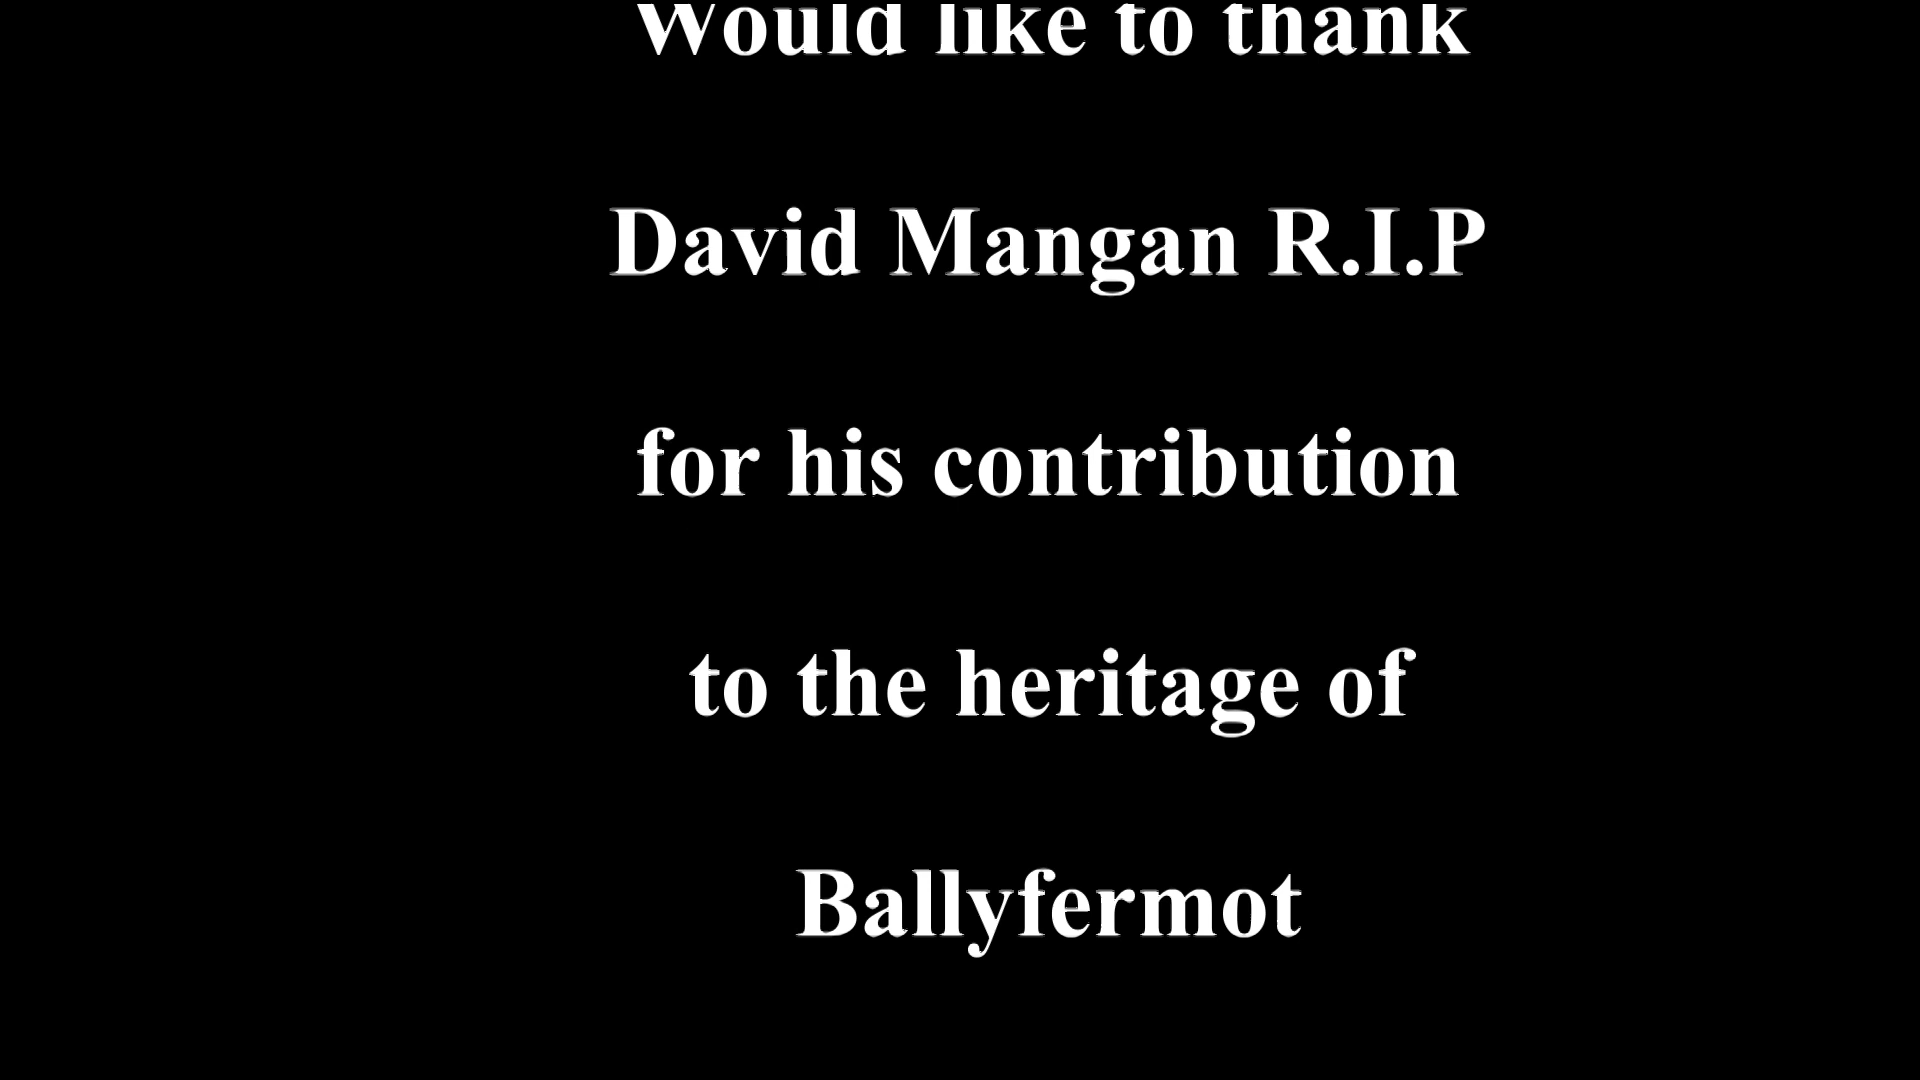 Would like to thank
David Mangan R.I.P
for his contribution
to the heritage of
Ballyfermot